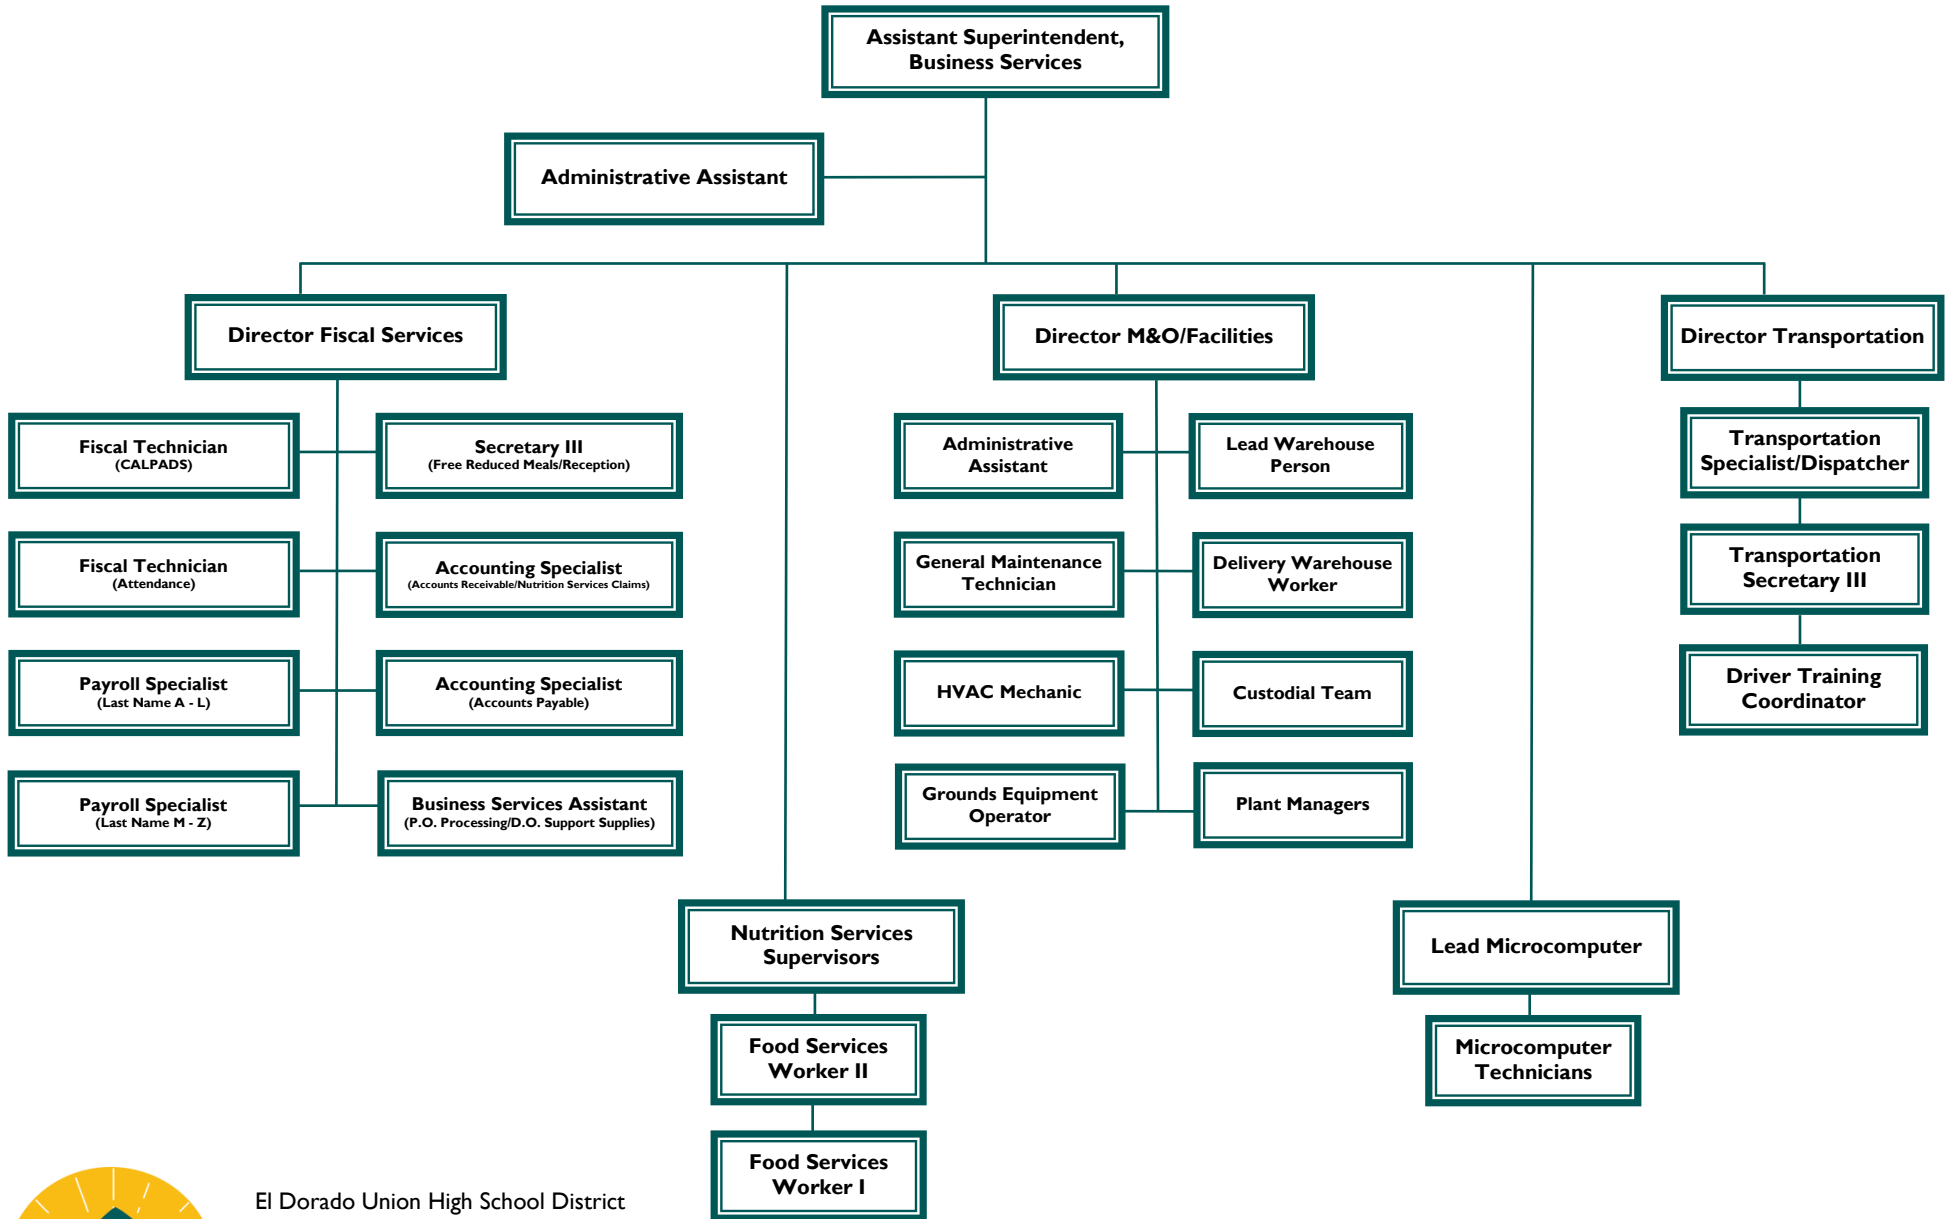 Assistant Superintendent,
Business Services
Administrative Assistant
Director Fiscal Services
Director M&O/Facilities
Director Transportation
Fiscal Technician
(CALPADS)
Secretary III
(Free Reduced Meals/Reception)
Fiscal Technician
(Attendance)
Accounting Specialist
(Accounts Receivable/Nutrition Services Claims)
Payroll Specialist
(Last Name A - L)
Accounting Specialist
(Accounts Payable)
Payroll Specialist
(Last Name M - Z)
Business Services Assistant
(P.O. Processing/D.O. Support Supplies)
Administrative
Assistant
Lead Warehouse
Person
General Maintenance
Technician
Delivery Warehouse
Worker
HVAC Mechanic
Custodial Team
Grounds Equipment
Operator
Plant Managers
Transportation
Specialist/Dispatcher
Transportation
Secretary III
Driver Training
Coordinator
Nutrition Services
Supervisors
Food Services
Worker II
Food Services
Worker I
Lead Microcomputer
Microcomputer
Technicians
El Dorado Union High School District